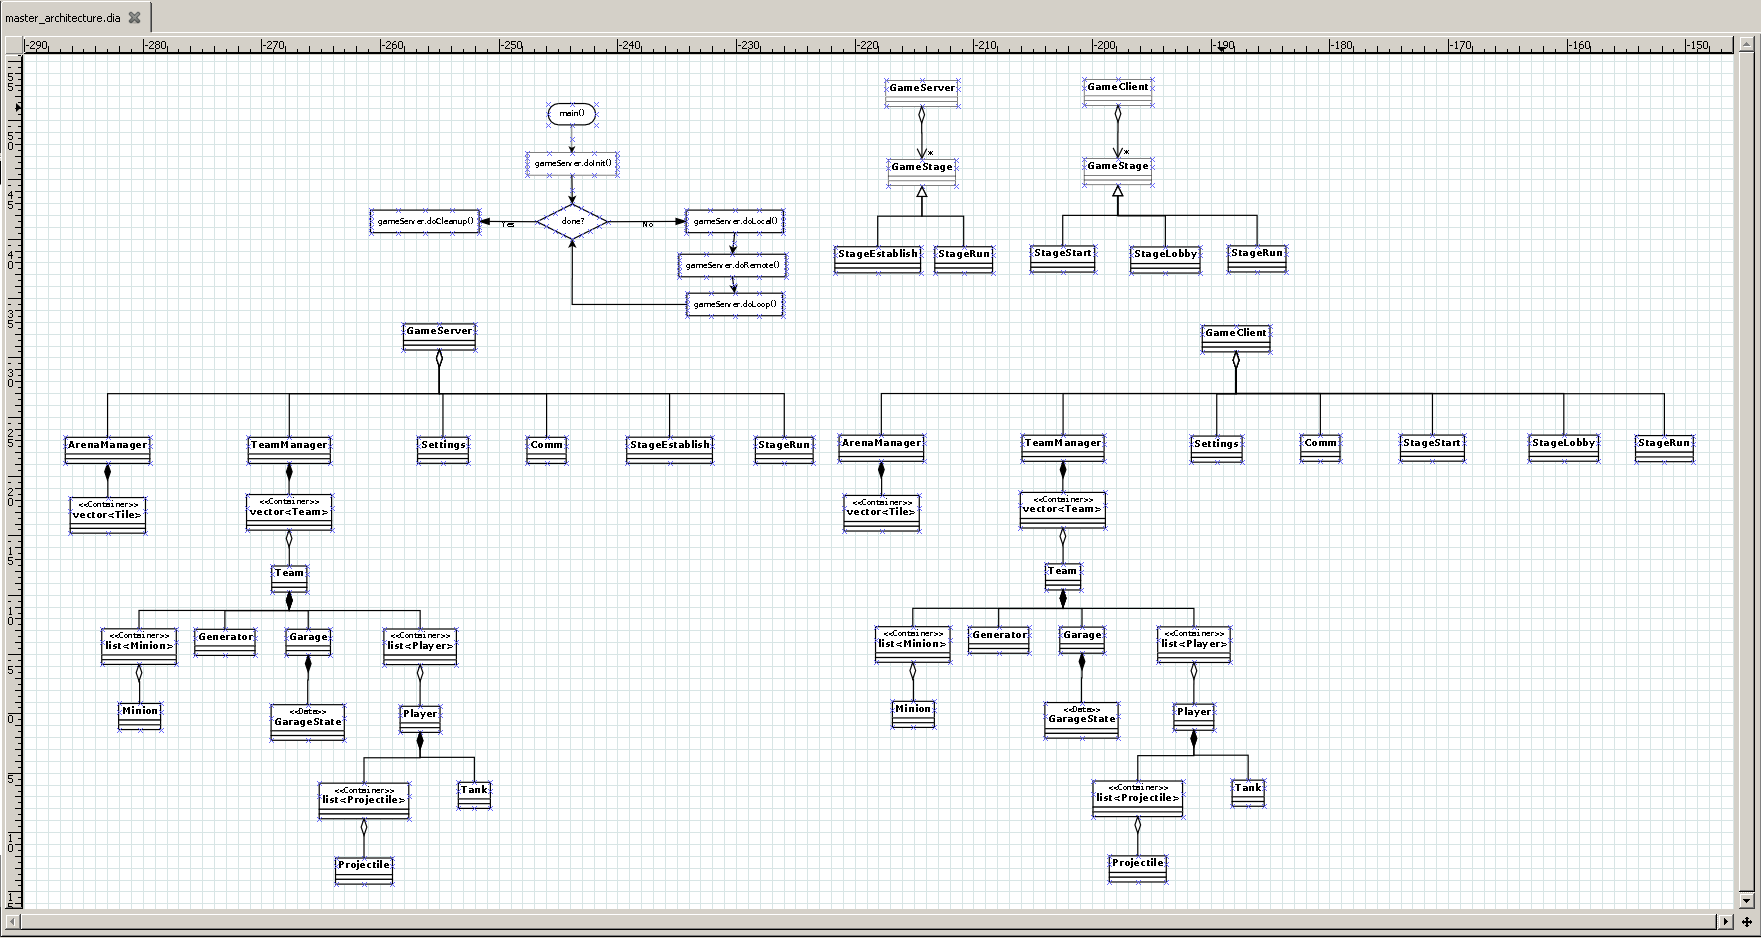 master_architecture.dia
-290 -280 -270 -260 -250 -240 -230 -220 -210 -200 -190 -180 -170 -160 -150
GameServer
GameClient
main()
gameServer.doInit()
*
*
GameStage
GameStage
gameServer.doCleanup()
Yes
done?
No
gameServer.doLocal()
StageEstablish
StageRun
StageStart
StageLobby
StageRun
gameServer.doRemote()
gameServer.doLoop()
GameServer
GameClient
ArenaManager
TeamManager
Settings
Comm
StageEstablish
StageRun
ArenaManager
TeamManager
Settings
Comm
StageStart
StageLobby
StageRun
<<Container>>
vector<Tile>
<<Container>>
vector<Team>
<<Container>>
vector<Tile>
<<Container>>
vector<Team>
Team
Team
<<Container>>
list<Minion>
Generator
Garage
<<Container>>
list<Player>
<<Container>>
list<Minion>
Generator
Garage
<<Container>>
list<Player>
Minion
<<Data>>
GarageState
Player
Minion
<<Data>>
GarageState
Player
<<Container>>
list<Projectile>
Tank
<<Container>>
list<Projectile>
Tank
Projectile
Projectile